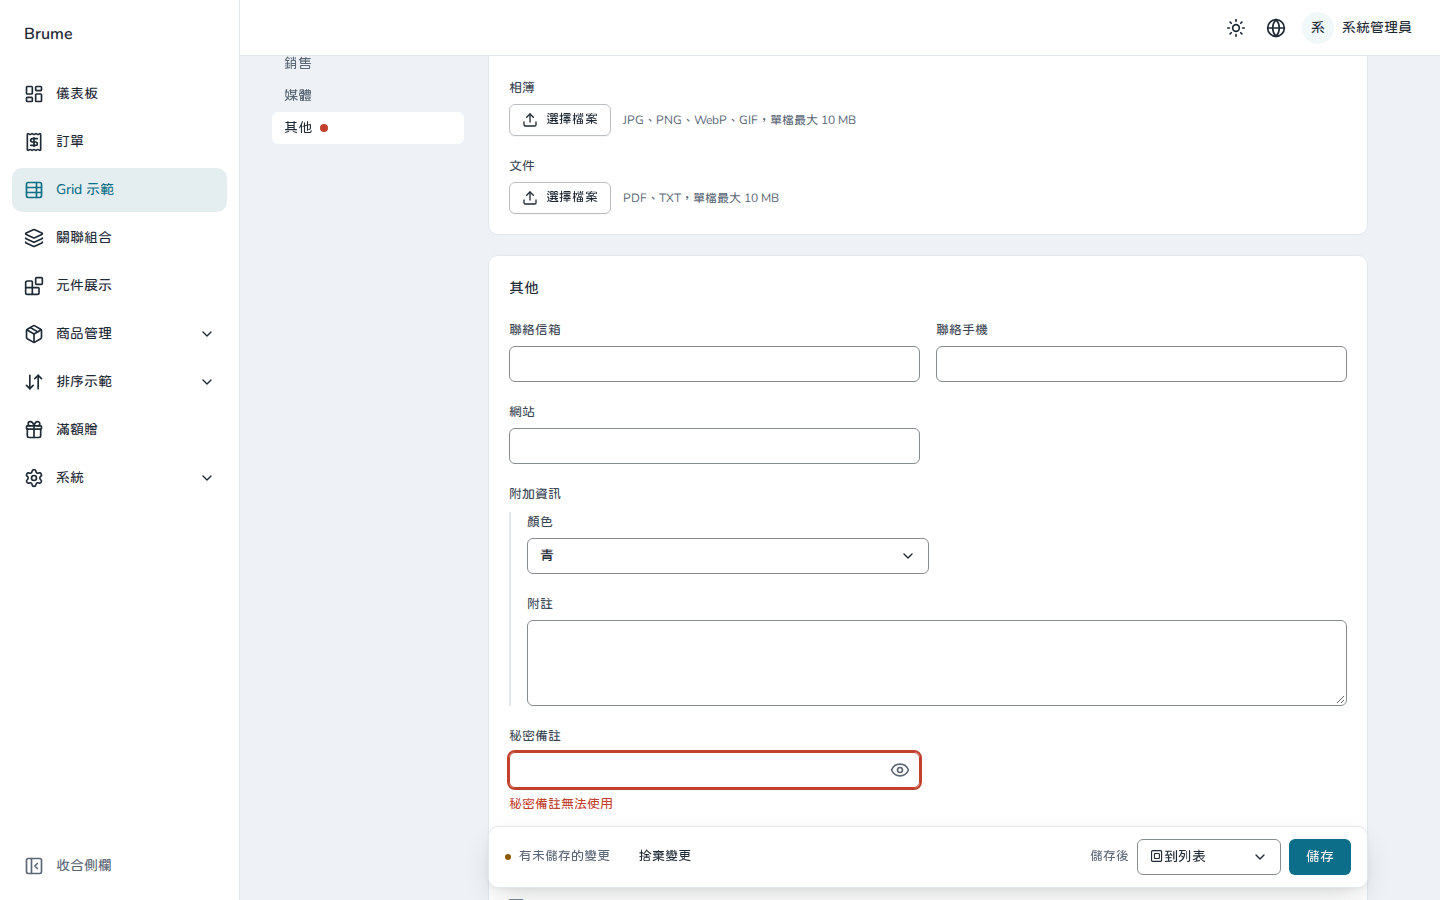 Brume
系 系統管理員
儀表板
訂單
Grid 示範
關聯組合
元件展示
商品管理
排序示範
滿額贈
系統
收合側欄
銷售
媒體
其他
相簿
選擇檔案 JPG、PNG、WebP、GIF，單檔最大 10 MB
文件
選擇檔案 PDF、TXT，單檔最大 10 MB
其他
聯絡信箱 聯絡手機
網站
附加資訊
顏色
青
附註
秘密備註
秘密備註無法使用
有未儲存的變更 捨棄變更 儲存後 回到列表 儲存